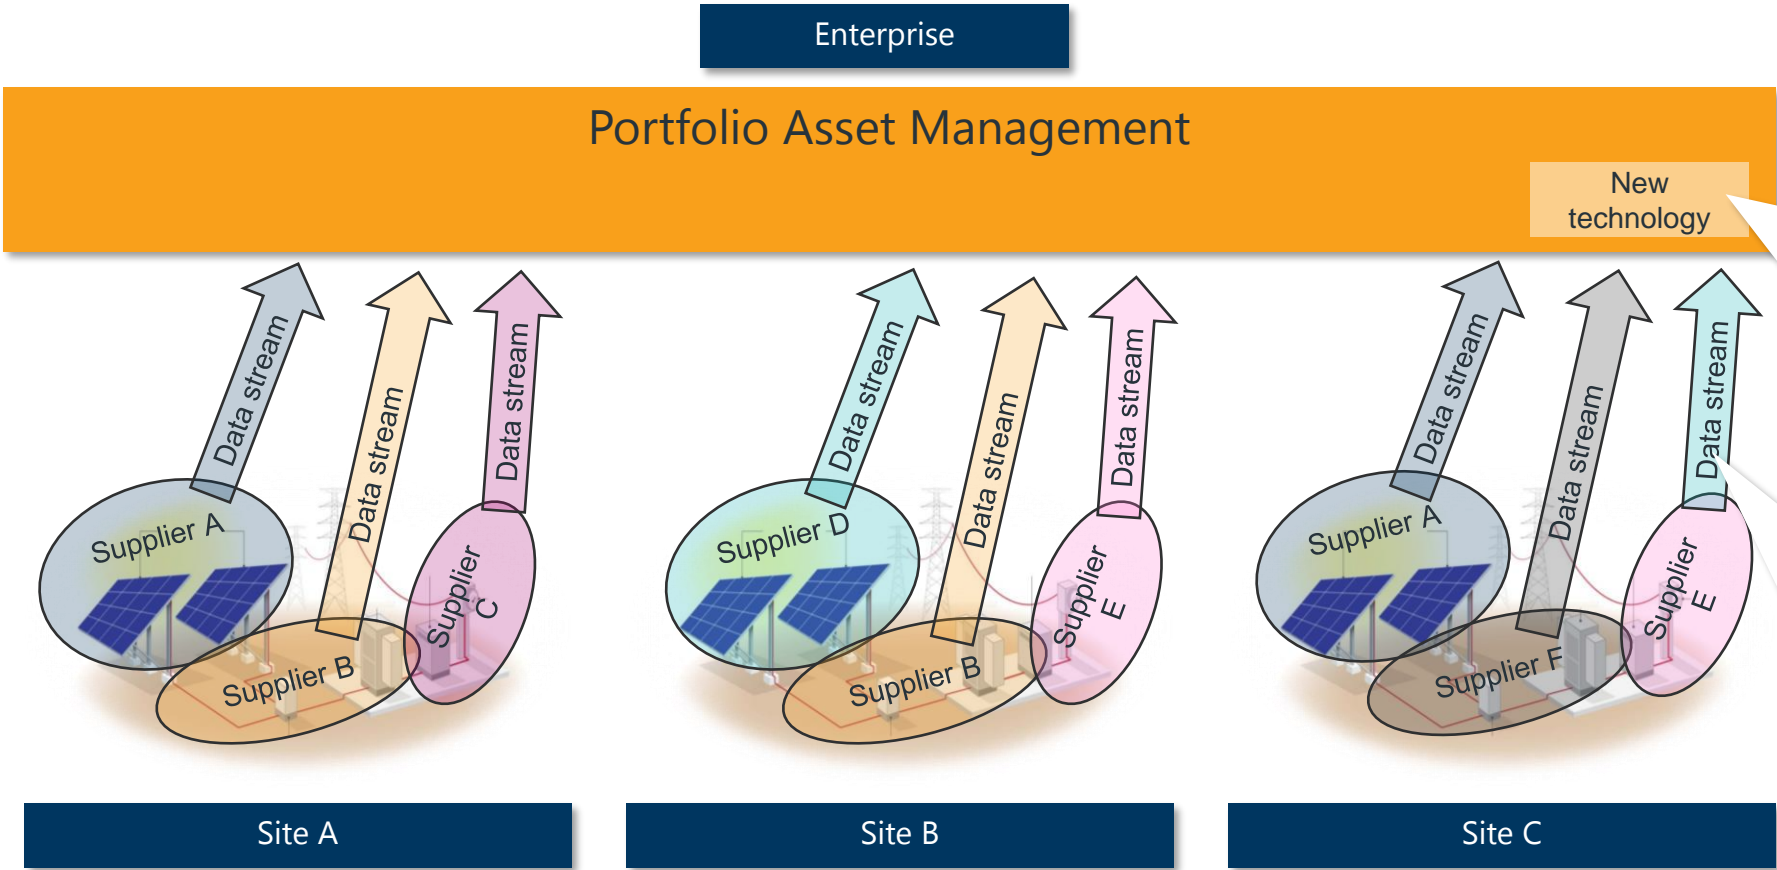 Enterprise
Portfolio Asset Management
New
technology
Data stream
Data stream
Data stream
Data stream
Data stream
Data stream
Data stream
Data stream
Data stream
Supplier A
Supplier B
Supplier
C
Supplier D
Supplier B
Supplier
E
Supplier A
Supplier F
Supplier
E
Site A
Site B
Site C